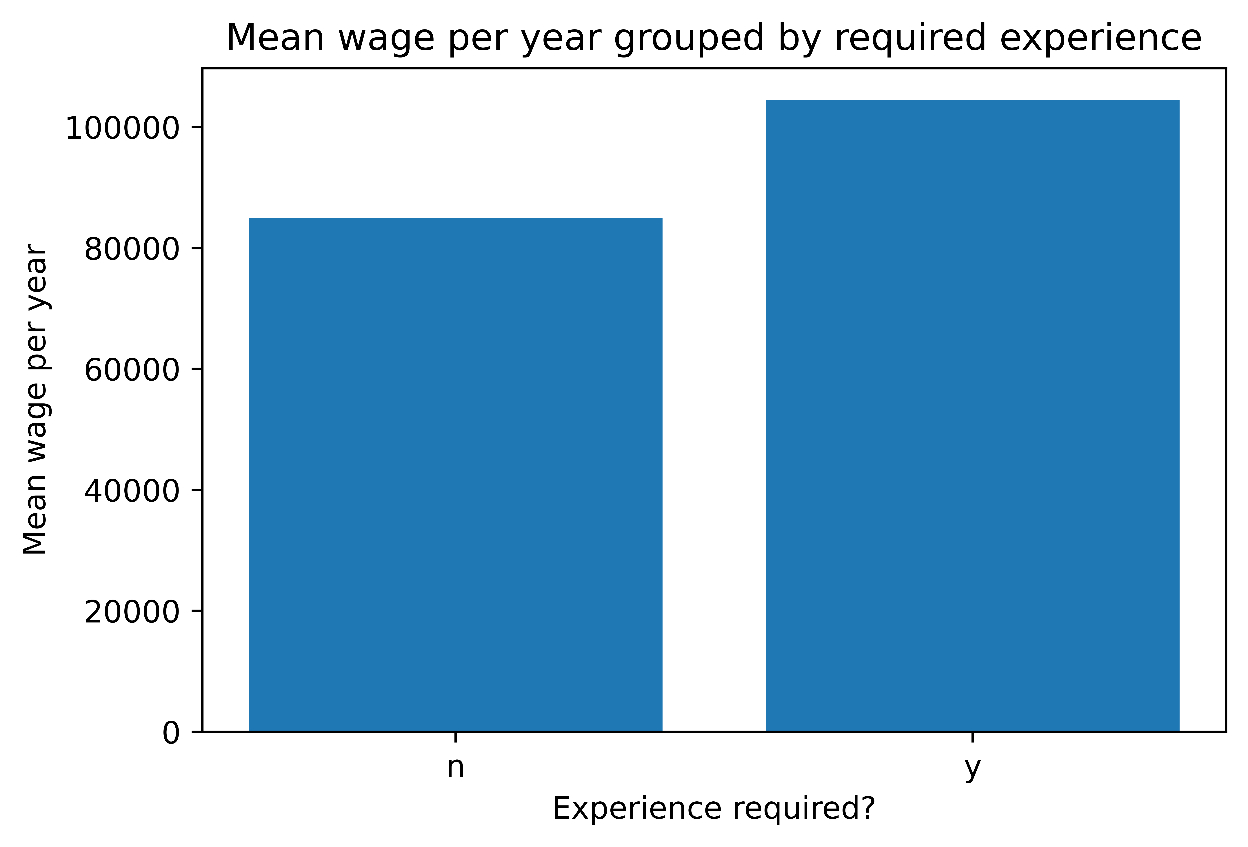 Mean wage per year grouped by required experience
Mean wage per year
100000
80000
60000
40000
20000
0
n
y
Experience required?